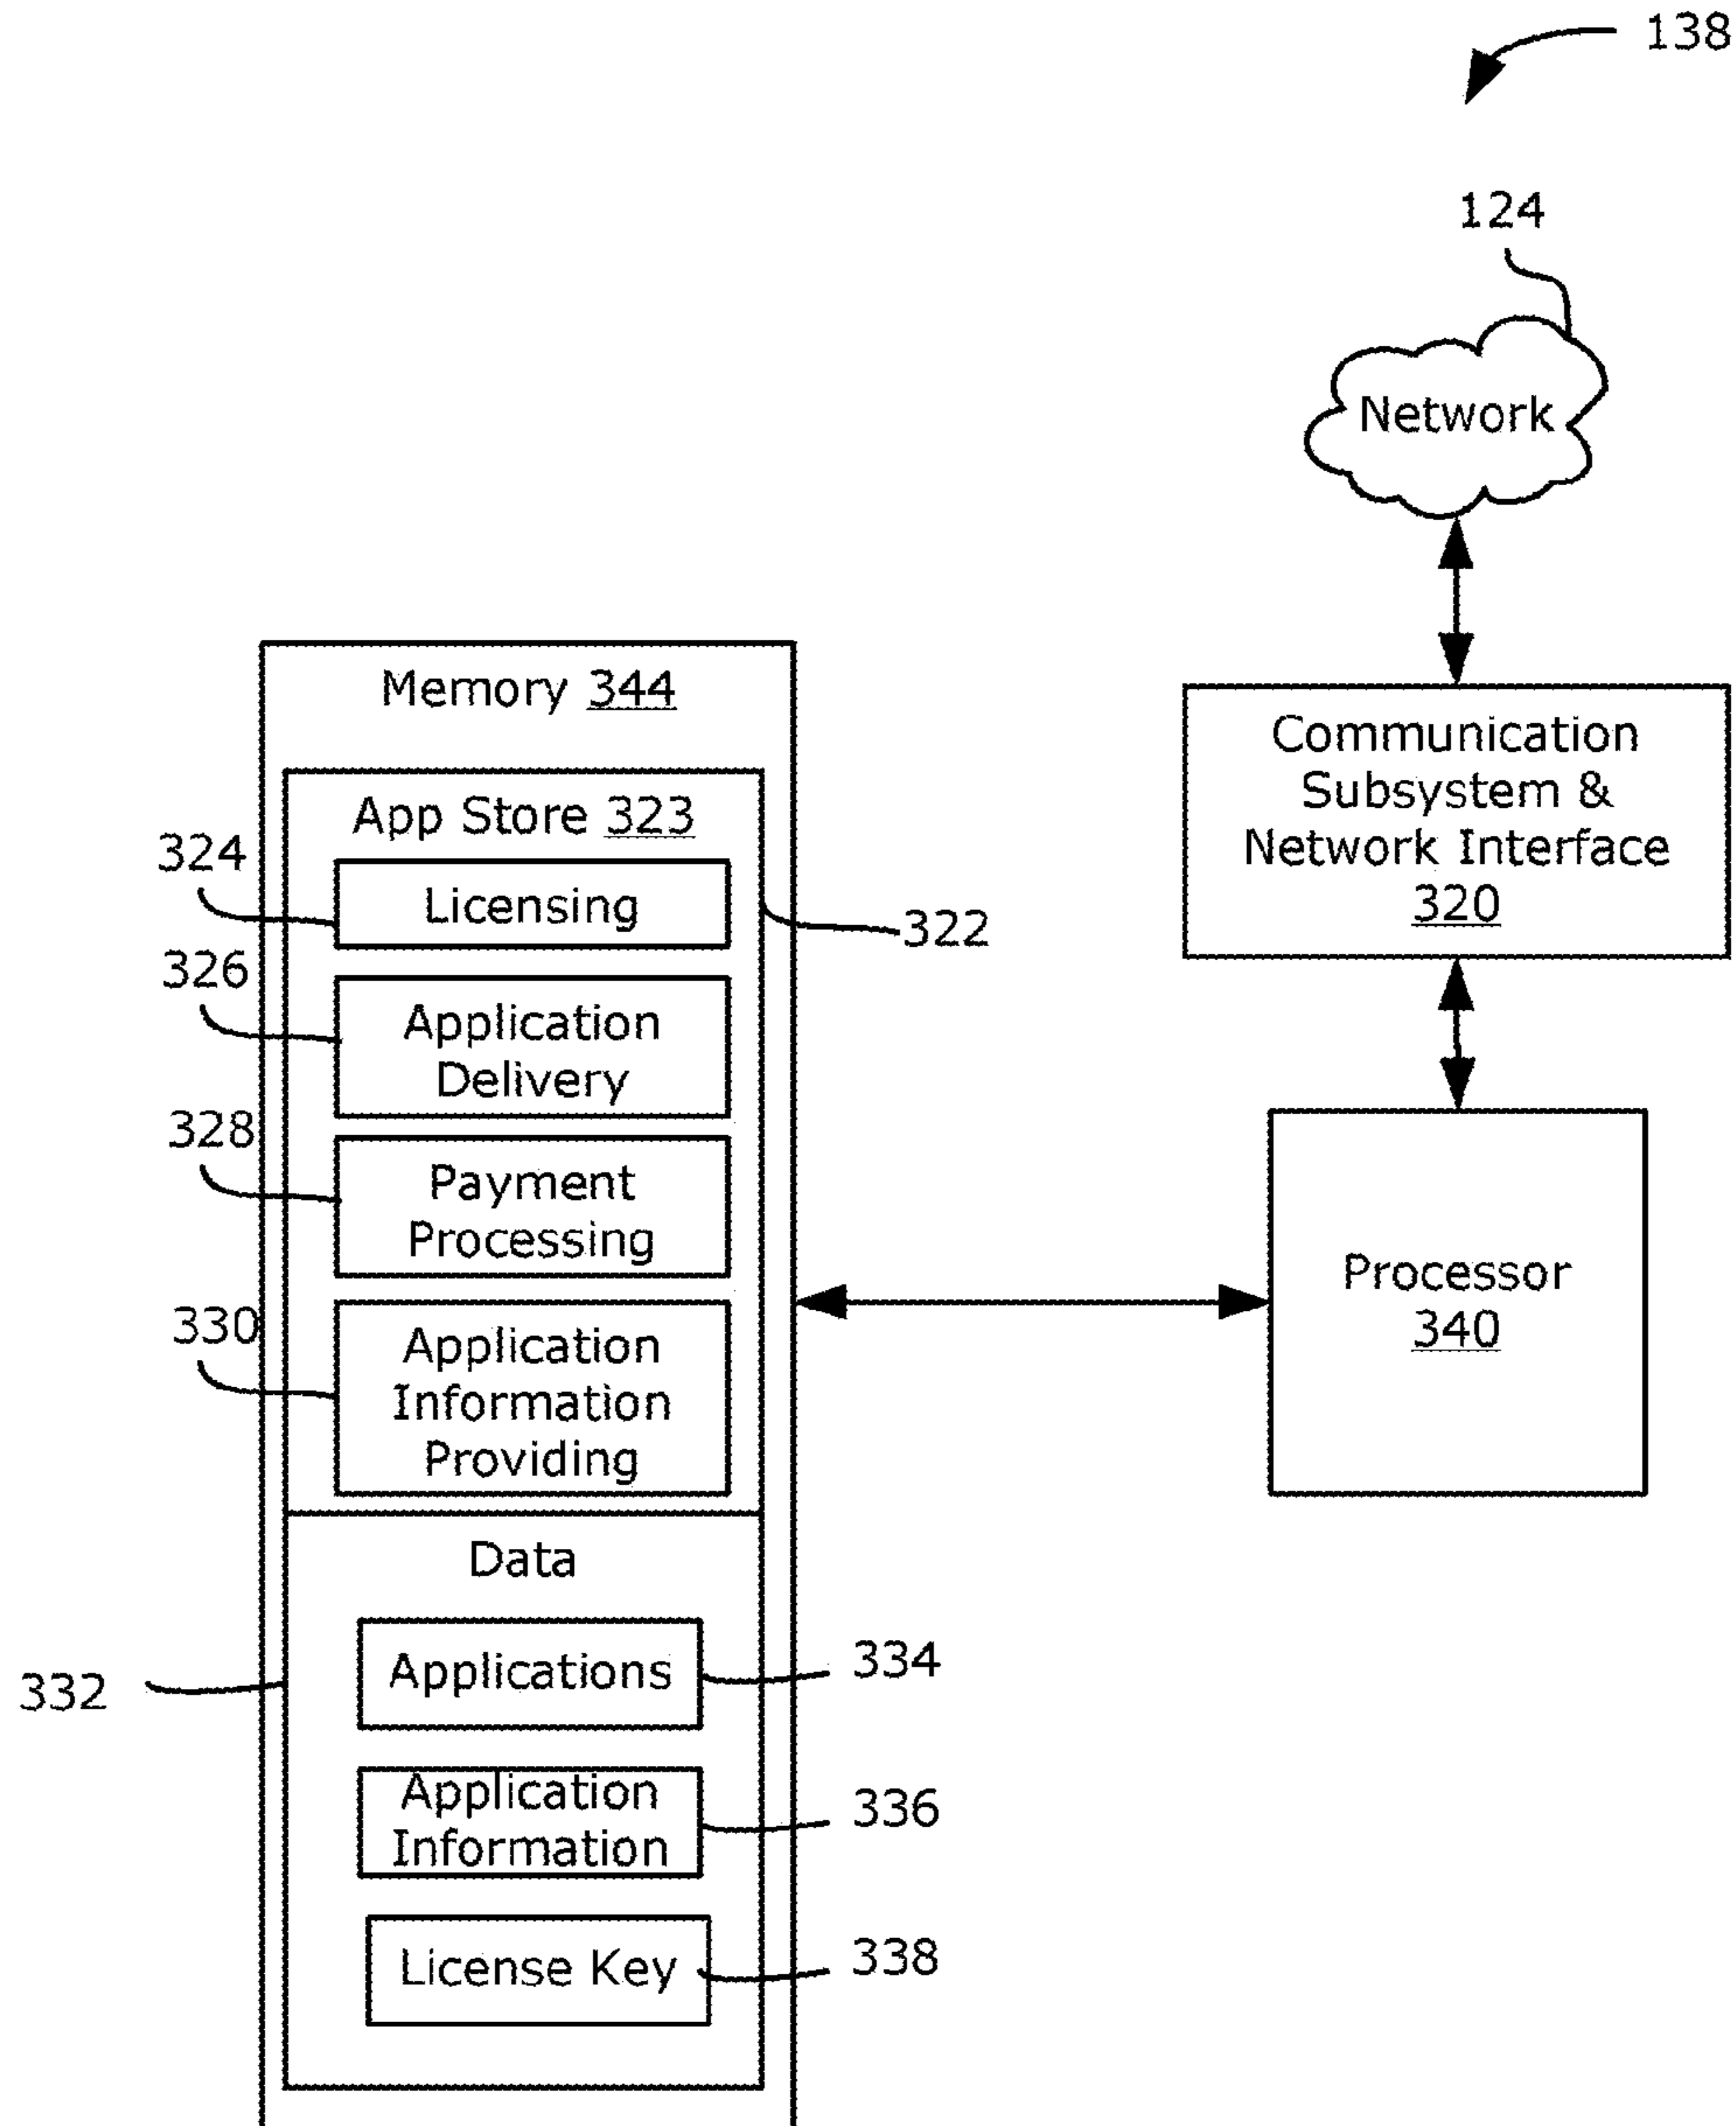 138
124
Network
Memory 344
Communication
Subsystem &
Network Interface
320
App Store 323
324
Licensing
322
326
Application
Delivery
328
Payment
Processing
330
Application
Information
Providing
Processor
340
Data
332
Applications
334
Application
Information
336
License Key
338